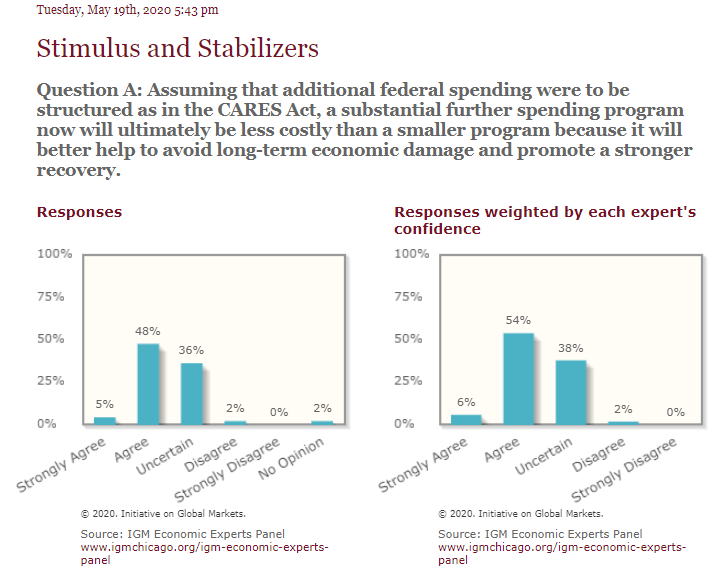 Tuesday, May 19th, 2020 5:43 pm
Stimulus and Stabilizers
Question A: Assuming that additional federal spending were to be
structured as in the CARES Act, a substantial further spending program
now will ultimately be less costly than a smaller program because it will
better help to avoid long-term economic damage and promote a stronger
recovery.
Responses
100%
75%
50%
25%
0%
5%
48%
36%
2%
0%
2%
Strongly Agree
Agree
Uncertain
Disagree
Strongly Disagree
No Opinion
© 2020. Initiative on Global Markets.
Source: IGM Economic Experts Panel
www.igmchicago.org/igm-economic-experts-
panel
Responses weighted by each expert's
confidence
100%
75%
50%
25%
0%
6%
54%
38%
2%
0%
Strongly Agree
Agree
Uncertain
Disagree
Strongly Disagree
© 2020. Initiative on Global Markets.
Source: IGM Economic Experts Panel
www.igmchicago.org/igm-economic-experts-
panel